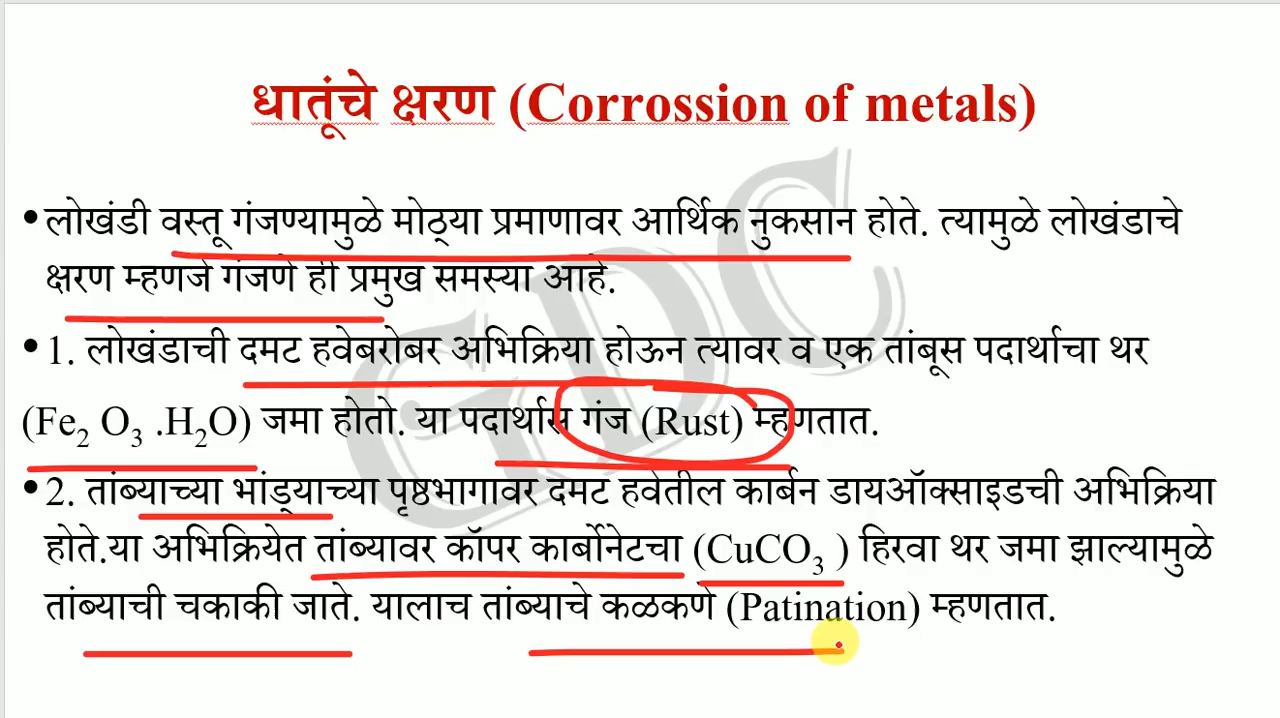 धातूंचे क्षरण (Corrossion of metals)
• लोखंडी वस्तू गंजण्यामुळे मोठ्या प्रमाणावर आर्थिक नुकसान होते. त्यामुळे लोखंडाचे
क्षरण म्हणजे गंजणे ही प्रमुख समस्या आहे.
• 1. लोखंडाची दमट हवेबरोबर अभिक्रिया होऊन त्यावर व एक तांबूस पदार्थाचा थर
(Fe₂ O₃ .H₂O) जमा होतो. या पदार्थास गंज (Rust) म्हणतात.
• 2. तांब्याच्या भांड्याच्या पृष्ठभागावर दमट हवेतील कार्बन डायऑक्साइडची अभिक्रिया
होते.या अभिक्रियेत तांब्यावर कॉपर कार्बोनेटचा (CuCO₃ ) हिरवा थर जमा झाल्यामुळे
तांब्याची चकाकी जाते. यालाच तांब्याचे कळकणे (Patination) म्हणतात.
GDC